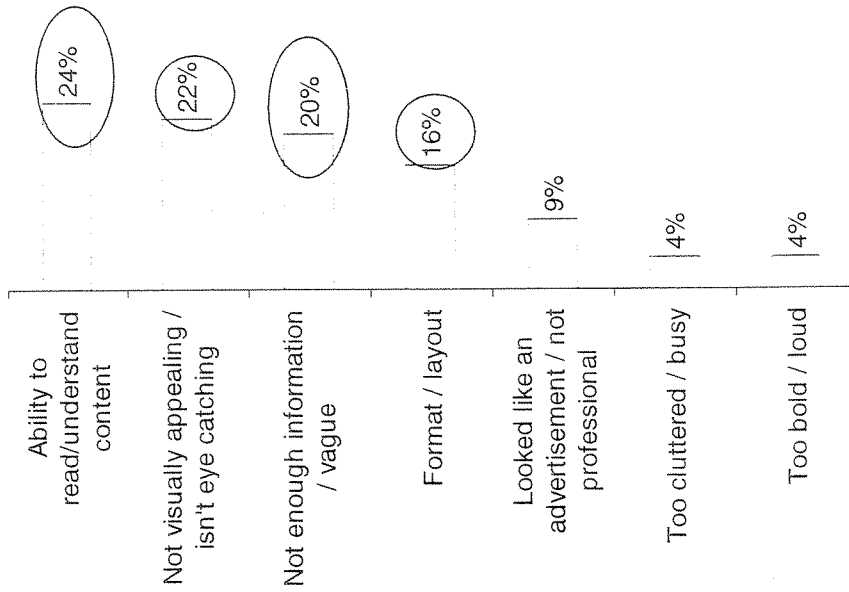 Ability to
read/understand
content
24%
Not visually appealing /
isn't eye catching
22%
Not enough information
/ vague
20%
Format / layout
16%
Looked like an
advertisement / not
professional
9%
Too cluttered / busy
4%
Too bold / loud
4%